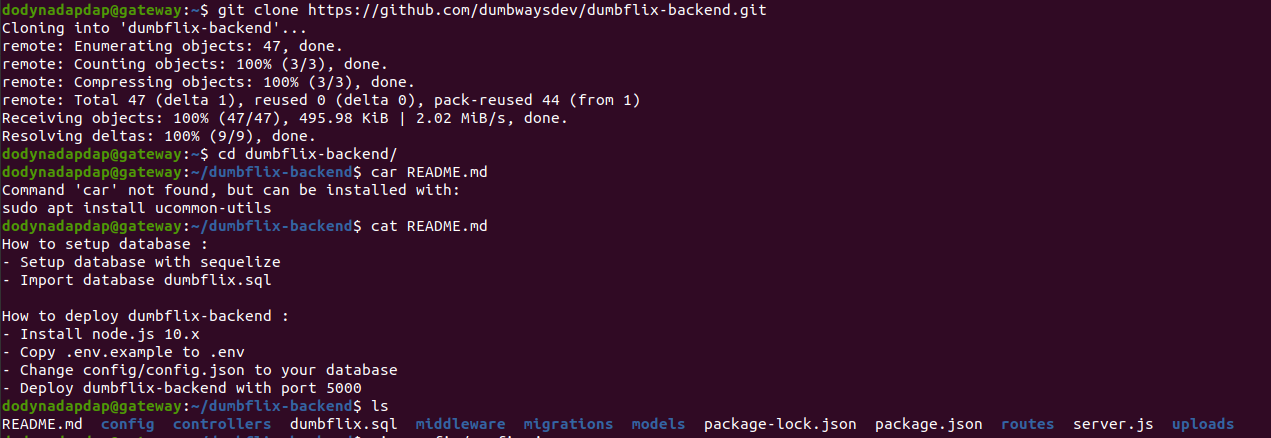 dodynadapdap@gateway:~$ git clone https://github.com/dumbwaysdev/dumbflix-backend.git
Cloning into 'dumbflix-backend'...
remote: Enumerating objects: 47, done.
remote: Counting objects: 100% (3/3), done.
remote: Compressing objects: 100% (3/3), done.
remote: Total 47 (delta 1), reused 0 (delta 0), pack-reused 44 (from 1)
Receiving objects: 100% (47/47), 495.98 KiB | 2.02 MiB/s, done.
Resolving deltas: 100% (9/9), done.
dodynadapdap@gateway:~$ cd dumbflix-backend/
dodynadapdap@gateway:~/dumbflix-backend$ car README.md
Command 'car' not found, but can be installed with:
sudo apt install ucommon-utils
dodynadapdap@gateway:~/dumbflix-backend$ cat README.md
How to setup database :
- Setup database with sequelize
- Import database dumbflix.sql
How to deploy dumbflix-backend :
- Install node.js 10.x
- Copy .env.example to .env
- Change config/config.json to your database
- Deploy dumbflix-backend with port 5000
dodynadapdap@gateway:~/dumbflix-backend$ ls
README.md config controllers dumbflix.sql middleware migrations models package-lock.json package.json routes server.js uploads